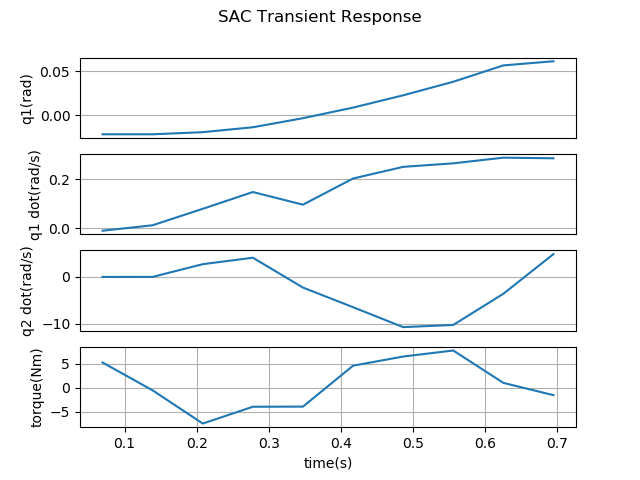 SAC Transient Response
q1(rad)
0.05
0.00
q1 dot(rad/s)
0.2
0.0
q2 dot(rad/s)
0
−10
torque(Nm)
5
0
−5
0.1 0.2 0.3 0.4 0.5 0.6 0.7
time(s)